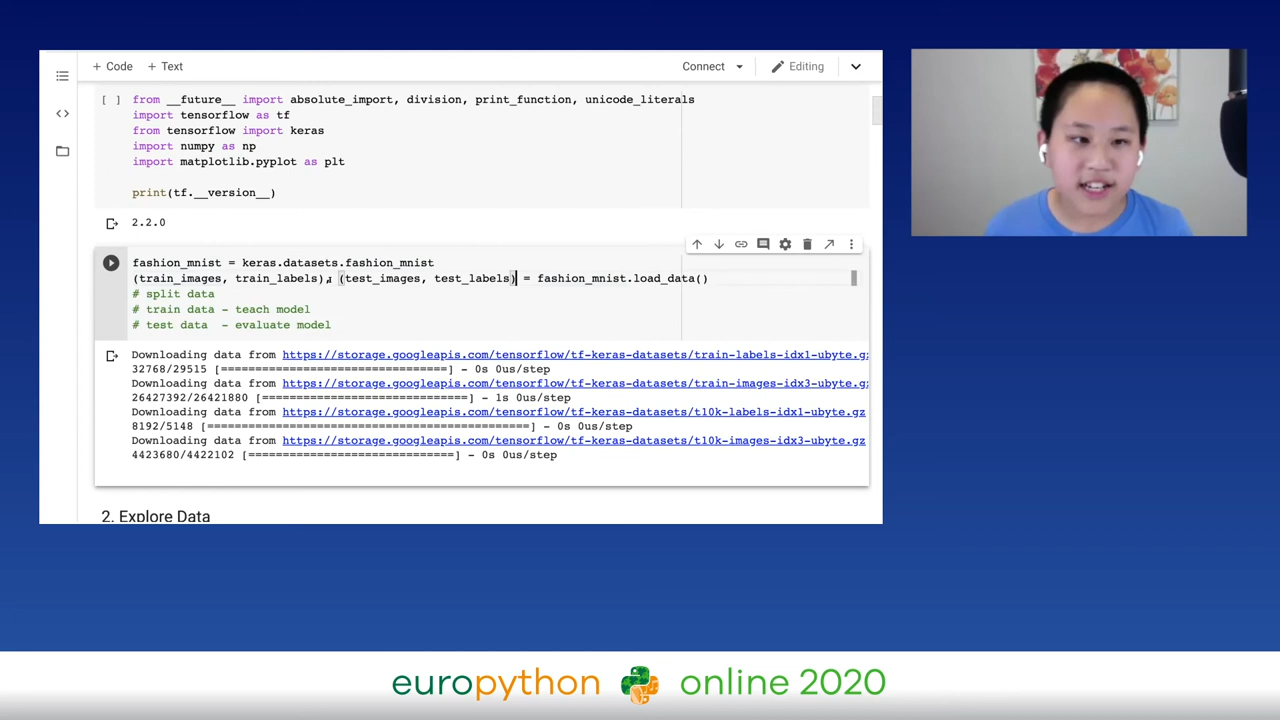 + Code + Text
Connect
Editing
[ ] from __future__ import absolute_import, division, print_function, unicode_literals
import tensorflow as tf
from tensorflow import keras
import numpy as np
import matplotlib.pyplot as plt
print(tf.__version__)
2.2.0
fashion_mnist = keras.datasets.fashion_mnist
(train_images, train_labels), (test_images, test_labels) = fashion_mnist.load_data()
# split data
# train data - teach model
# test data  - evaluate model
Downloading data from https://storage.googleapis.com/tensorflow/tf-keras-datasets/train-labels-idx1-ubyte.gz
32768/29515 [==============================] - 0s 0us/step
Downloading data from https://storage.googleapis.com/tensorflow/tf-keras-datasets/train-images-idx3-ubyte.gz
26427392/26421880 [==============================] - 1s 0us/step
Downloading data from https://storage.googleapis.com/tensorflow/tf-keras-datasets/t10k-labels-idx1-ubyte.gz
8192/5148 [===============================================] - 0s 0us/step
Downloading data from https://storage.googleapis.com/tensorflow/tf-keras-datasets/t10k-images-idx3-ubyte.gz
4423680/4422102 [==============================] - 0s 0us/step
2. Explore Data
europython online 2020